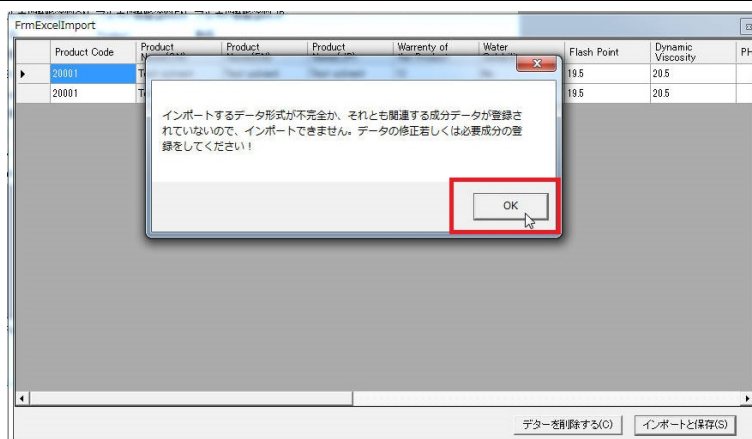 FrmExcelImport
Product Code
Product
Product
Product
Warrenty of
Water
Flash Point
Dynamic
Viscosity
20001
19.5
20.5
20001
19.5
20.5
インポートするデータ形式が不完全か、それとも関連する成分データが登録さ
れていないので、インポートできません。データの修正若しくは必要成分の登
録をしてください！
OK
データーを削除する(C)
インポートと保存(S)